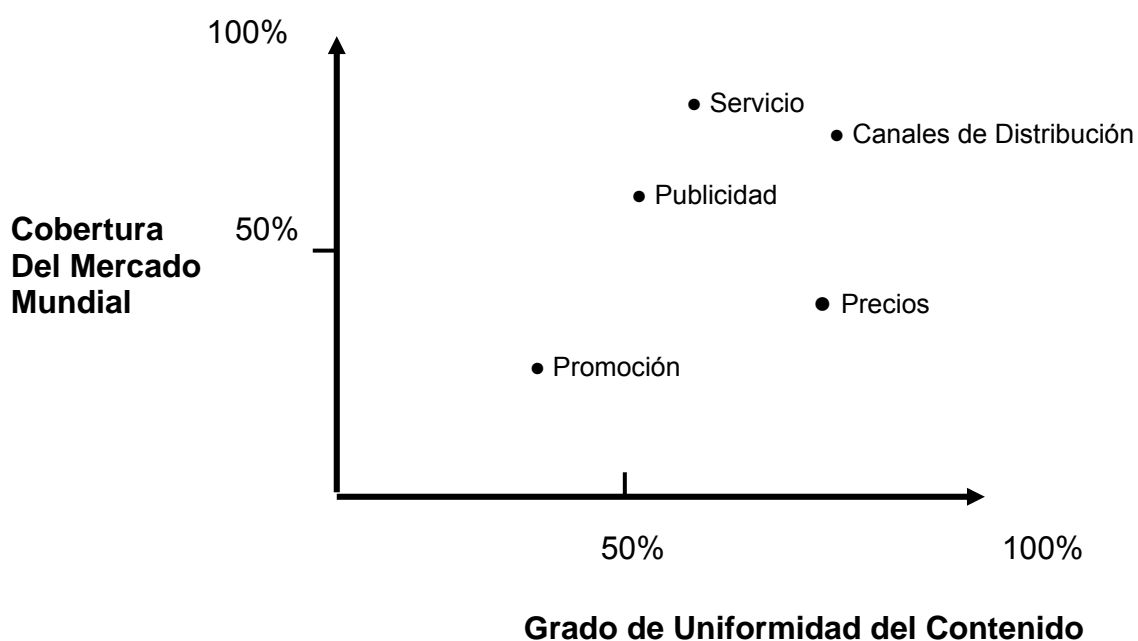 100%
● Servicio
● Canales de Distribución
● Publicidad
Cobertura
Del Mercado
Mundial
50%
● Precios
● Promoción
50%
100%
Grado de Uniformidad del Contenido